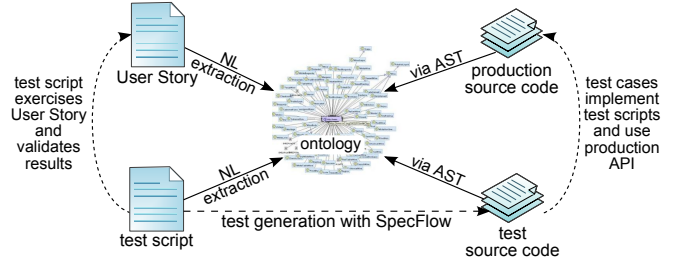 User Story
NL
extraction
via AST
production
source code
test script
exercises
User Story
and
validates
results
ontology
test cases
implement
test scripts
and use
production
API
NL
extraction
via AST
test script
test generation with SpecFlow
test
source code